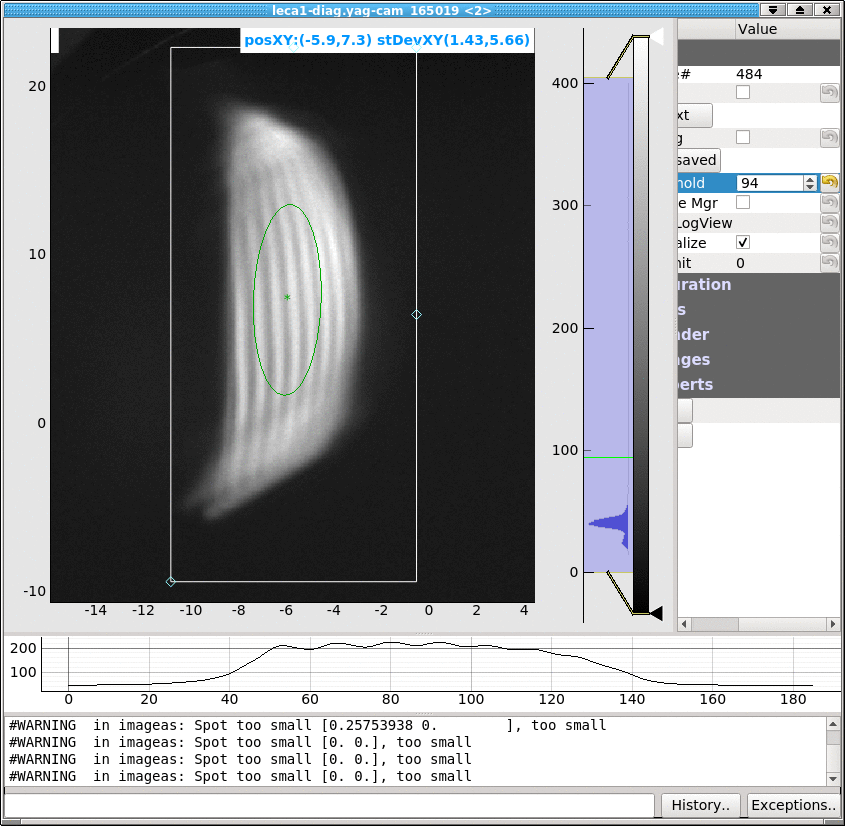 leca1-diag.yag-cam_165019 <2>
posXY:(-5.9,7.3) stDevXY(1.43,5.66)
20
10
0
-10
-14 -12 -10 -8 -6 -4 -2 0 2 4
400
300
200
100
0
Value
# 484
xt
g
saved
hold 94
e Mgr
LogView
alize
nit 0
uration
s
der
ges
perts
200
100
0 20 40 60 80 100 120 140 160 180
#WARNING in imageas: Spot too small [0.25753938 0. ], too small
#WARNING in imageas: Spot too small [0. 0.], too small
#WARNING in imageas: Spot too small [0. 0.], too small
#WARNING in imageas: Spot too small [0. 0.], too small
History.. Exceptions..